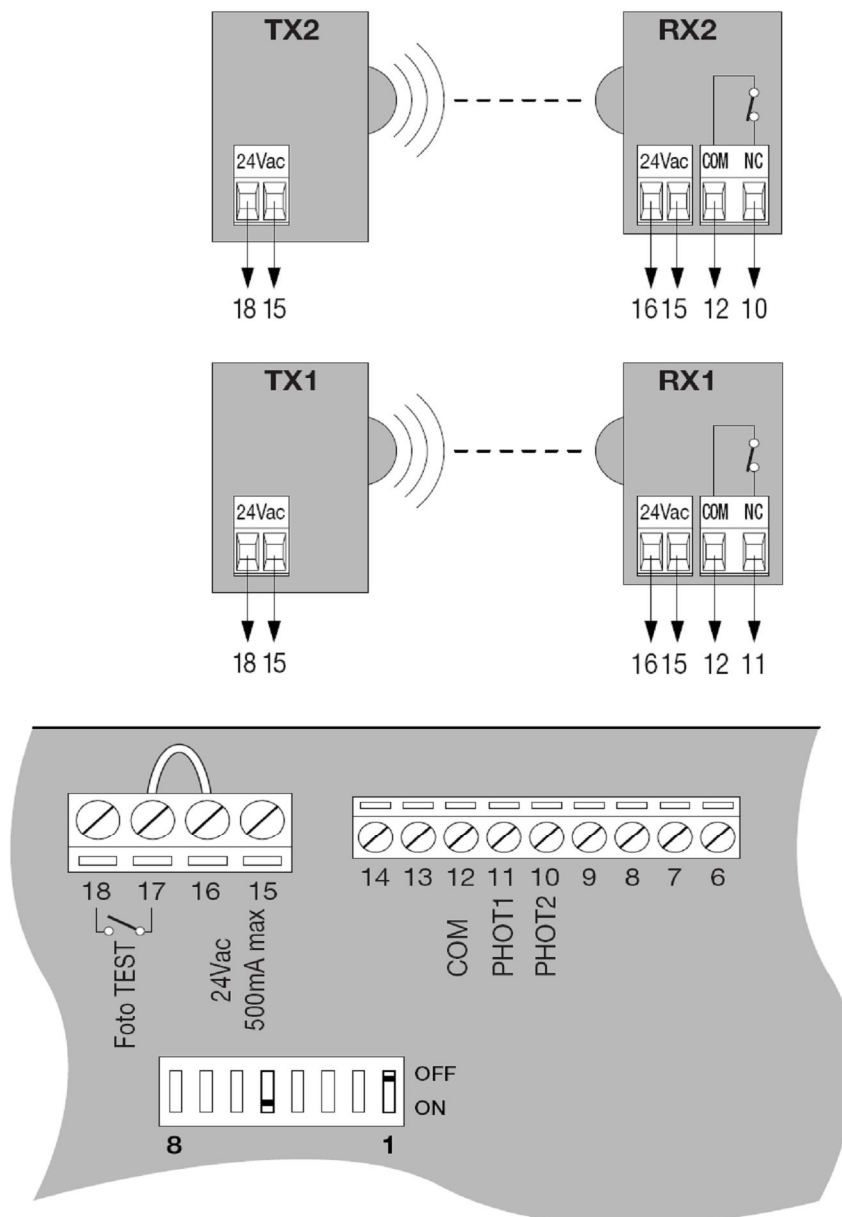 TX2
RX2
24Vac
24Vac
COM NC
18 15
16 15 12 10
TX1
RX1
24Vac
24Vac
COM NC
18 15
16 15 12 11
18 17 16 15
14 13 12 11 10 9 8 7 6
Foto TEST
24Vac
500mA max
COM
PHOT1
PHOT2
OFF
ON
8 1